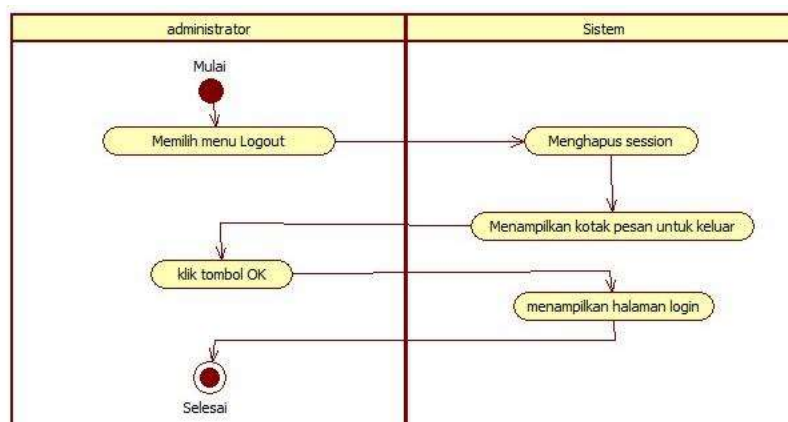 administrator
Sistem
Mulai
Memilih menu Logout
Menghapus session
Menampilkan kotak pesan untuk keluar
klik tombol OK
menampilkan halaman login
Selesai